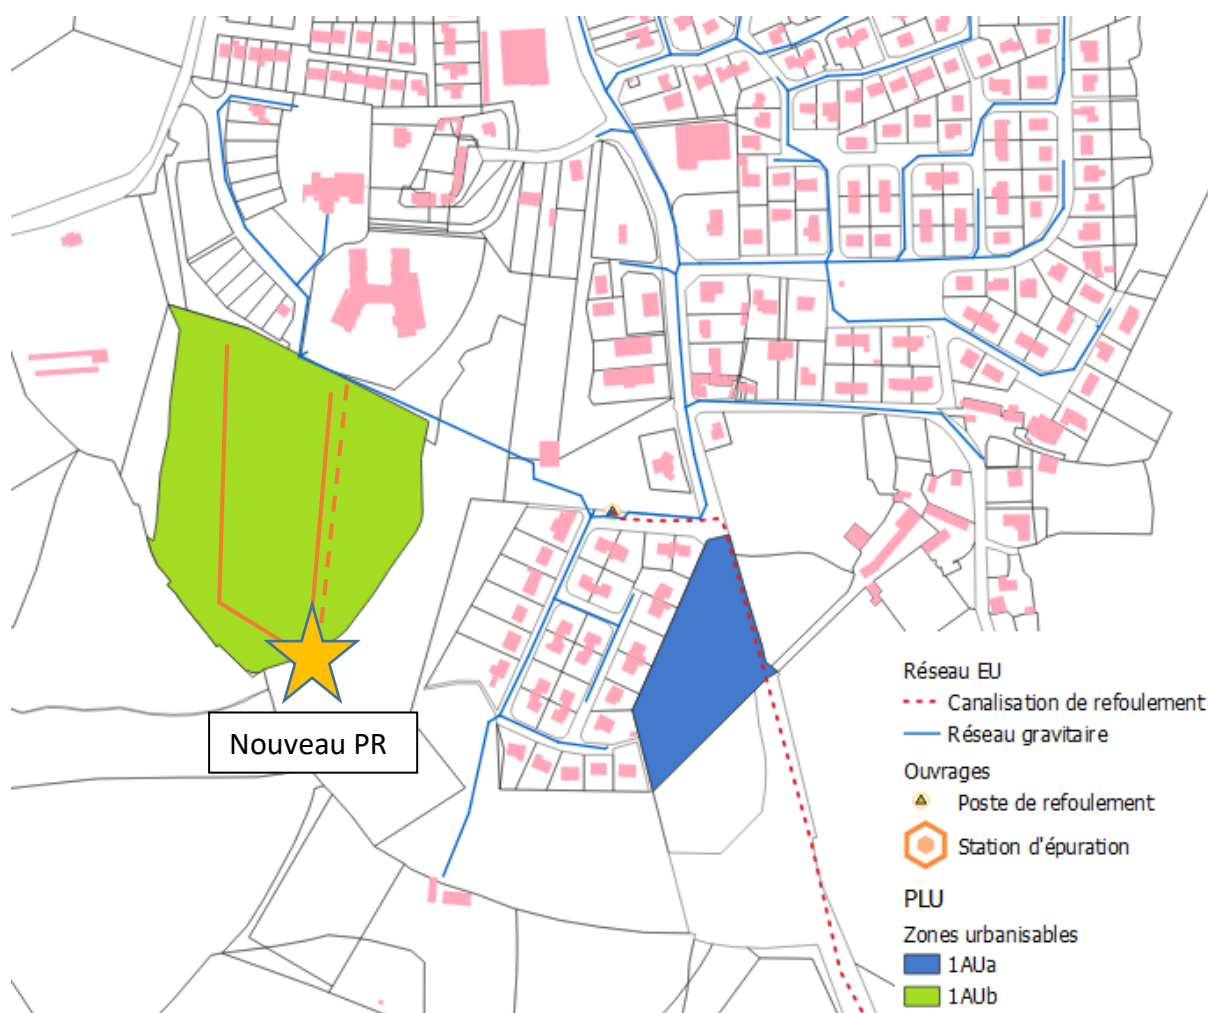 Nouveau PR
Réseau EU
Canalisation de refoulement
Réseau gravitaire
Ouvrages
Poste de refoulement
Station d'épuration
PLU
Zones urbanisables
1AUa
1AUb